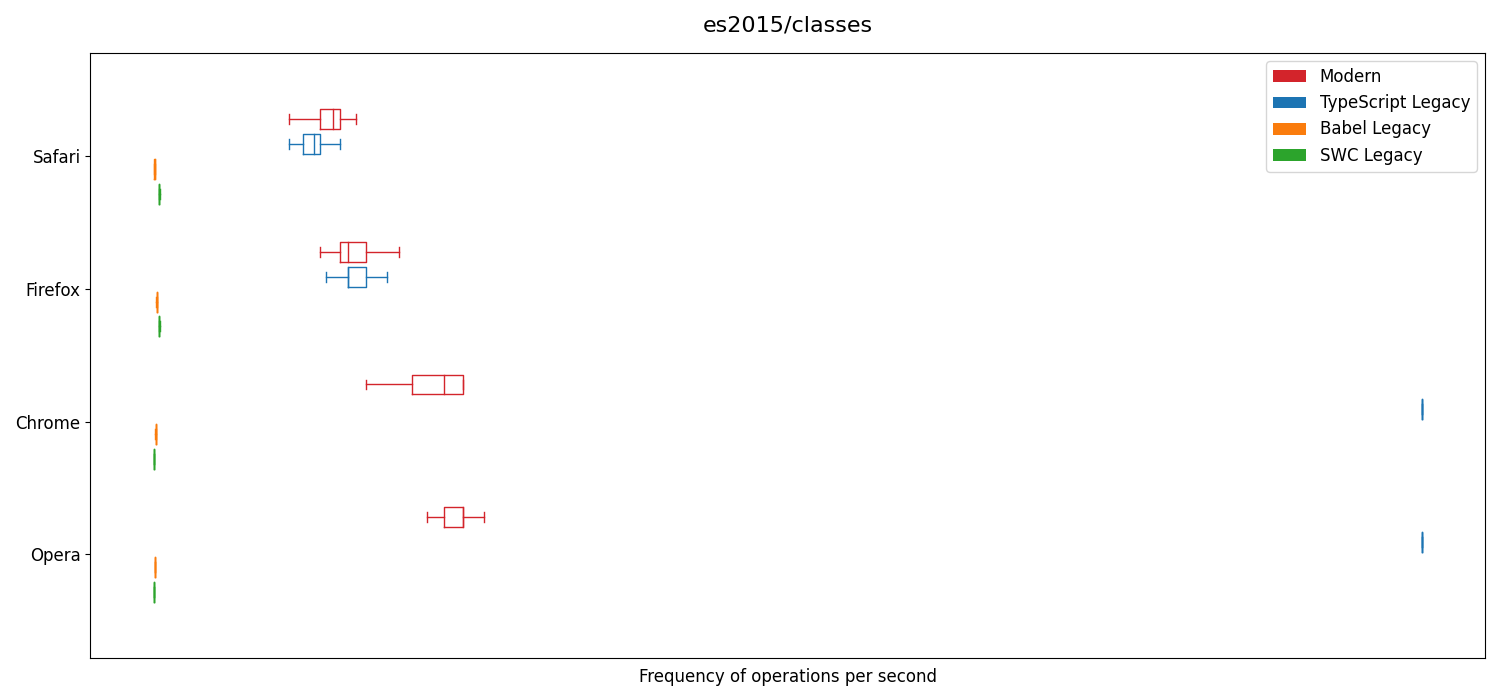 es2015/classes
Modern
TypeScript Legacy
Babel Legacy
SWC Legacy
Safari
Firefox
Chrome
Opera
Frequency of operations per second